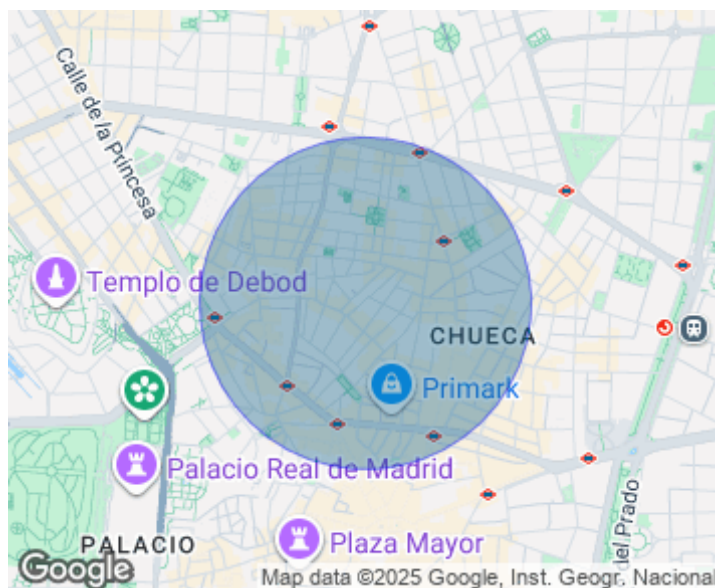 Calle de la Princesa
Templo de Debod
CHUECA
Primark
Palacio Real de Madrid
PALACIO
Plaza Mayor
del Prado
Google
Map data ©2025 Google, Inst. Geogr. Nacional